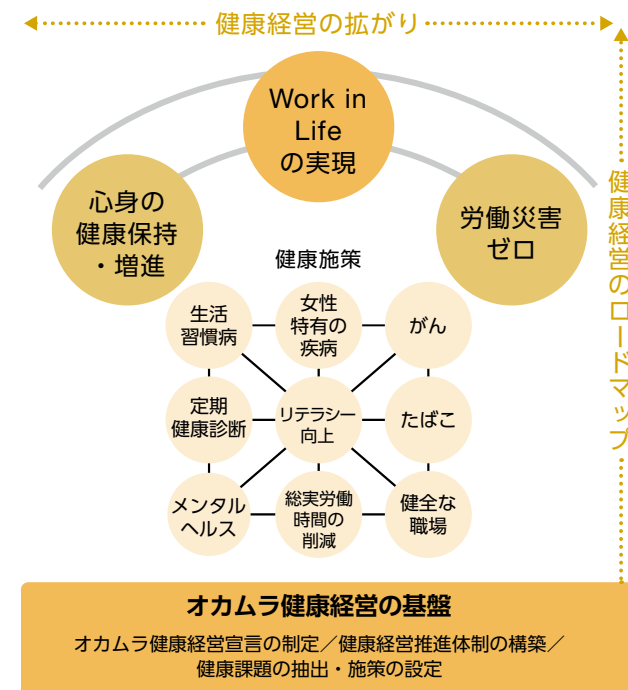 健康経営の拡がり
Work in
Life
の実現
心身の
健康保持
・増進
労働災害
ゼロ
健康経営のロードマップ
健康施策
生活
習慣病
女性
特有の
疾病
がん
定期
健康診断
リテラシー
向上
たばこ
メンタル
ヘルス
総実労働
時間の
削減
健全な
職場
オカムラ健康経営の基盤
オカムラ健康経営宣言の制定／健康経営推進体制の構築／
健康課題の抽出・施策の設定